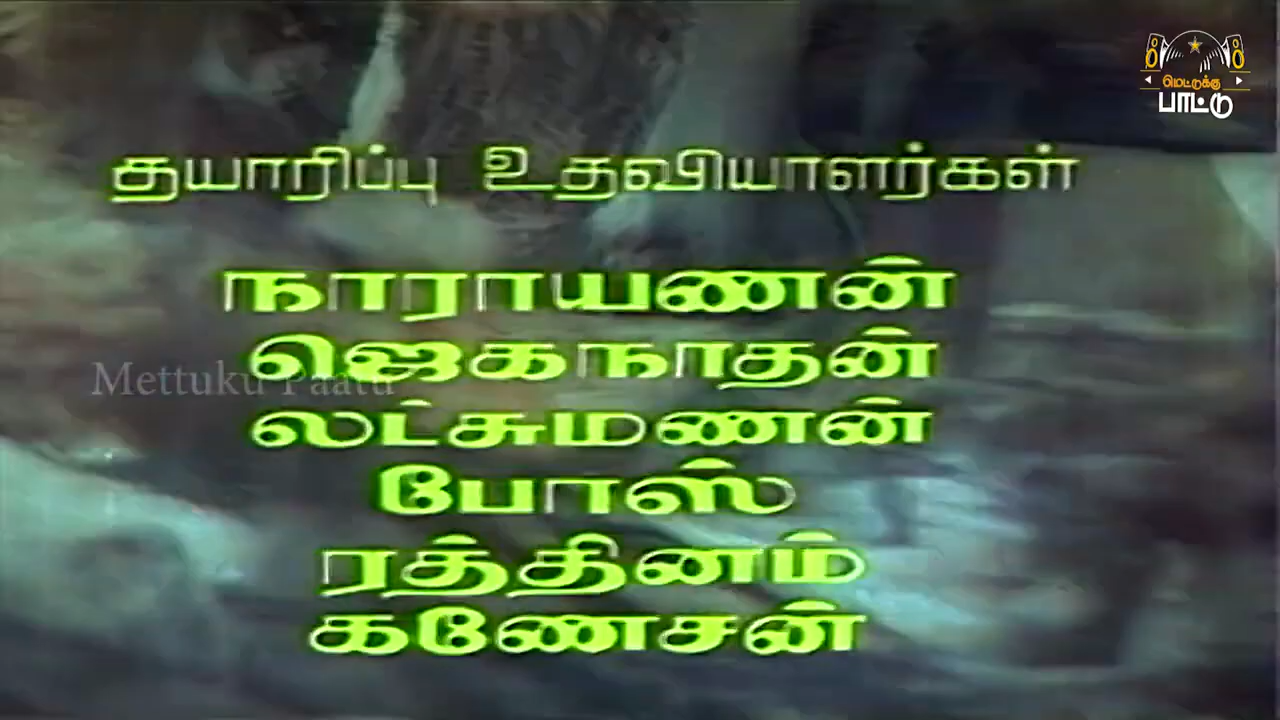 மெட்டுக்கு
பாட்டு
தயாரிப்பு உதவியாளர்கள்
நாராயணன்
ஜெகநாதன்
Mettuku Paatu
லட்சுமணன்
போஸ்
ரத்தினம்
கணேசன்